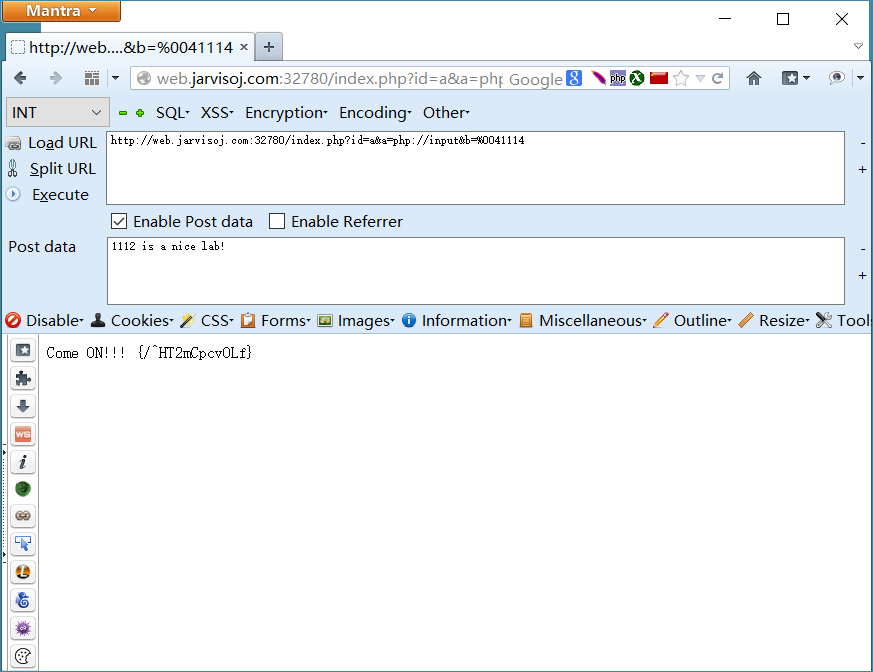 Mantra
http://web....&b=%0041114 × +
web.jarvisoj.com:32780/index.php?id=a&a=php Google 8 php
INT SQL XSS Encryption Encoding Other
Load URL http://web.jarvisoj.com:32780/index.php?id=a&a=php://input&b=%0041114
Split URL
Execute
Enable Post data Enable Referrer
Post data 1112 is a nice lab!
Disable Cookies CSS Forms Images Information Miscellaneous Outline Resize Tools
Come ON!!! {/^HT2mCpcvOLf}